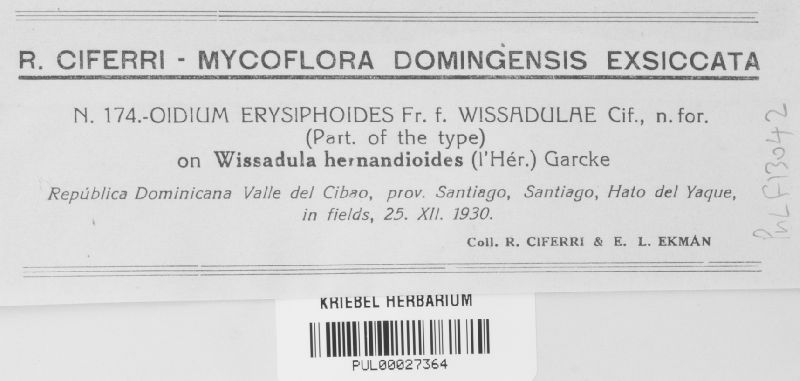 R. CIFERRI - MYCOFLORA DOMINGENSIS EXSICCATA
N. 174.-OIDIUM ERYSIPHOIDES Fr. f. WISSADULAE Cif., n. for.
(Part. of the type)
on Wissadula hernandioides (l'Hér.) Garcke
República Dominicana Valle del Cibao, prov. Santiago, Santiago, Hato del Yaque,
in fields, 25. XII. 1930.
Coll. R. CIFERRI & E. L. EKMAN
PuLF13042
KRIEBEL HERBARIUM
PUL00027364